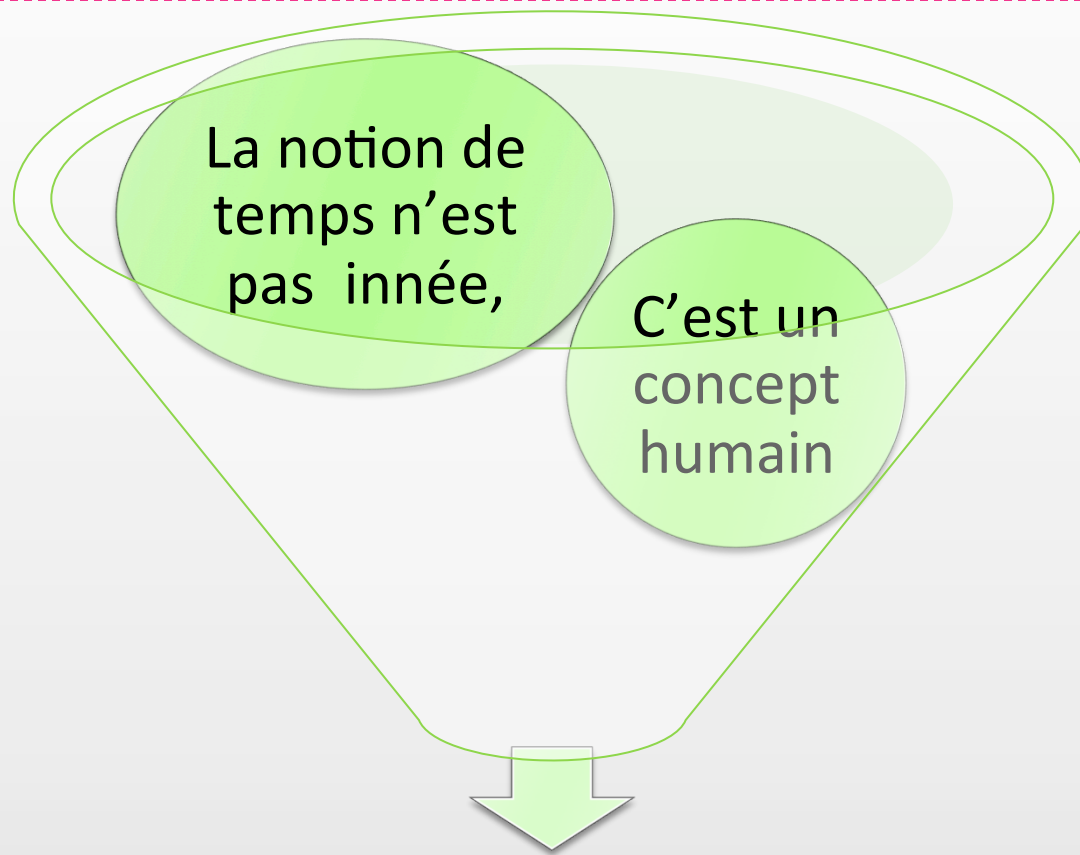 La notion de
temps n’est
pas  innée,
C’est un
concept
humain